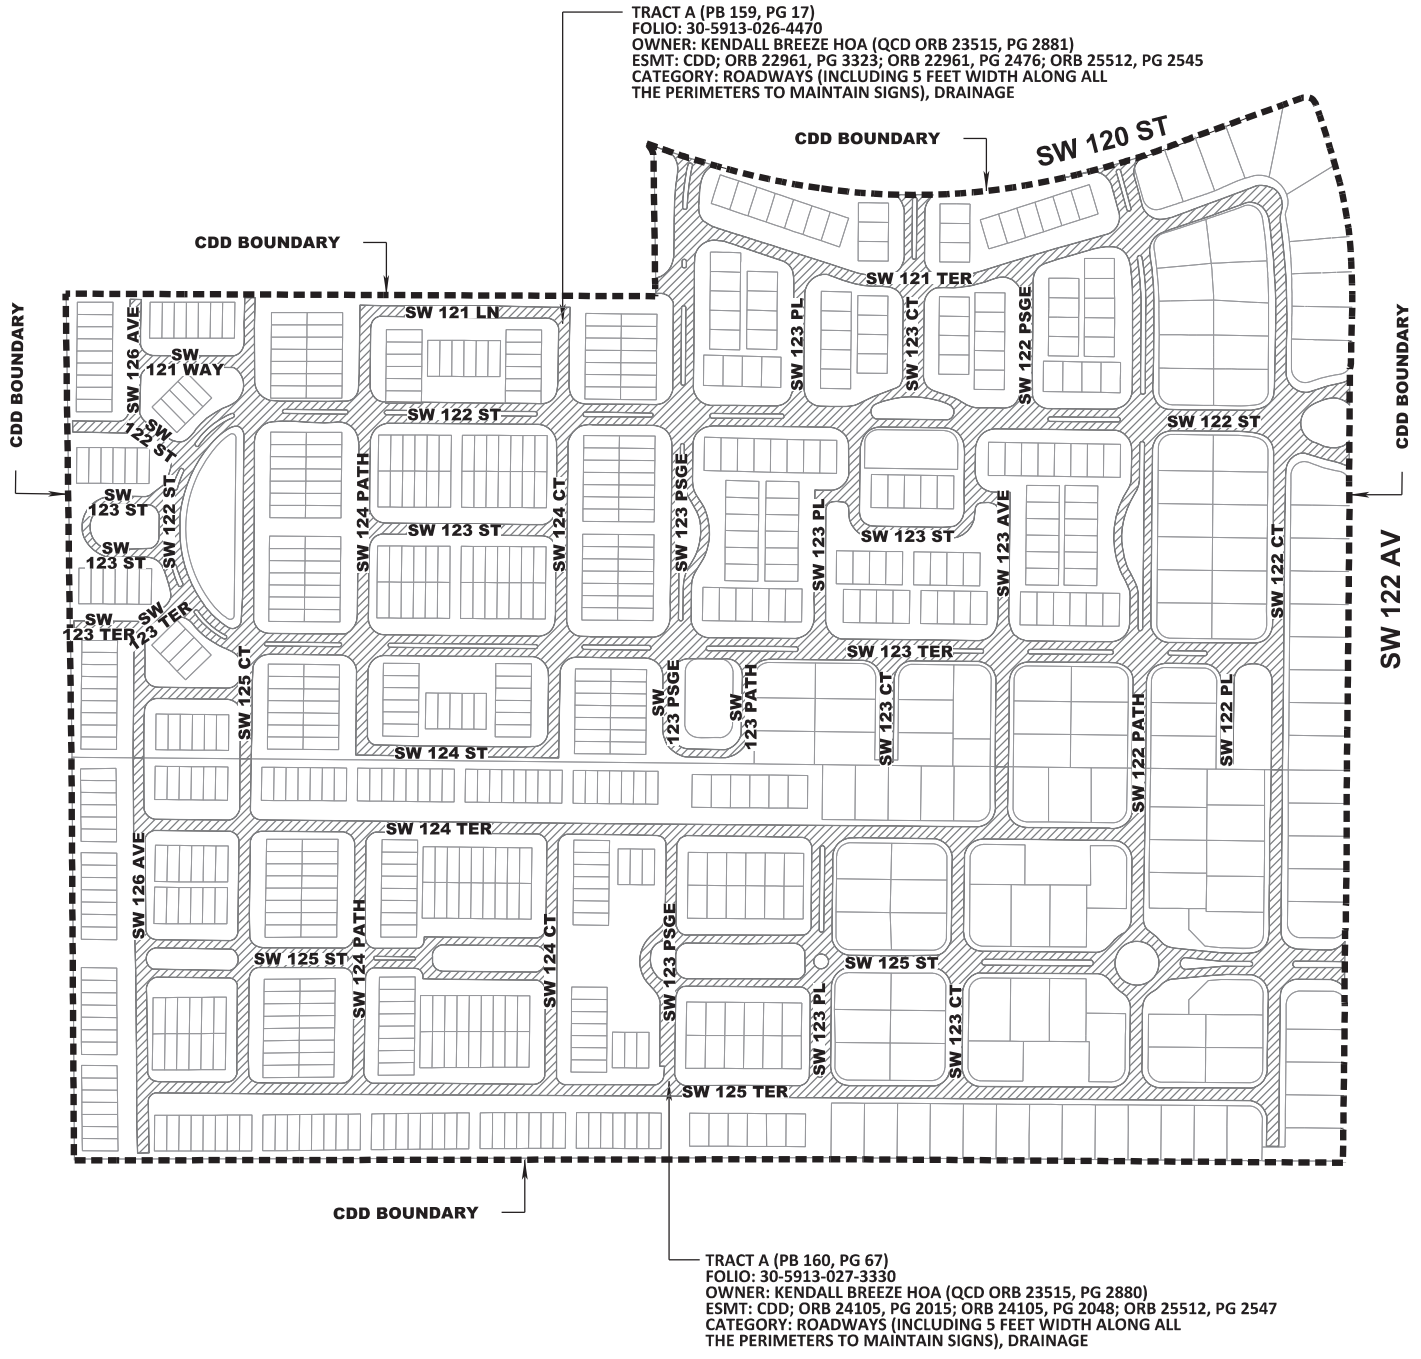 TRACT A (PB 159, PG 17)
FOLIO: 30-5913-026-4470
OWNER: KENDALL BREEZE HOA (QCD ORB 23515, PG 2881)
ESMT: CDD; ORB 22961, PG 3323; ORB 22961, PG 2476; ORB 25512, PG 2545
CATEGORY: ROADWAYS (INCLUDING 5 FEET WIDTH ALONG ALL
THE PERIMETERS TO MAINTAIN SIGNS), DRAINAGE
CDD BOUNDARY
SW 120 ST
CDD BOUNDARY
SW 121 TER
CDD BOUNDARY
CDD BOUNDARY
SW 122 AV
SW 126 AVE
SW 121 LN
SW
121 WAY
SW 123 PL
SW 123 CT
SW 122 PSGE
SW
122 ST
SW 122 ST
SW 122 ST
SW
123 ST
SW 122 ST
SW
123 ST
SW 124 PATH
SW 123 ST
SW 124 CT
SW 123 PSGE
SW 123 PL
SW 123 ST
SW 123 AVE
SW 122 CT
SW
123 TER
SW
123 TER
SW 125 CT
SW 123 TER
SW
123 PSGE
SW
123 PATH
SW 123 CT
SW 122 PATH
SW 122 PL
SW 124 ST
SW 124 TER
SW 126 AVE
SW 125 ST
SW 124 PATH
SW 124 CT
SW 123 PSGE
SW 125 ST
SW 123 PL
SW 123 CT
SW 125 TER
CDD BOUNDARY
TRACT A (PB 160, PG 67)
FOLIO: 30-5913-027-3330
OWNER: KENDALL BREEZE HOA (QCD ORB 23515, PG 2880)
ESMT: CDD; ORB 24105, PG 2015; ORB 24105, PG 2048; ORB 25512, PG 2547
CATEGORY: ROADWAYS (INCLUDING 5 FEET WIDTH ALONG ALL
THE PERIMETERS TO MAINTAIN SIGNS), DRAINAGE